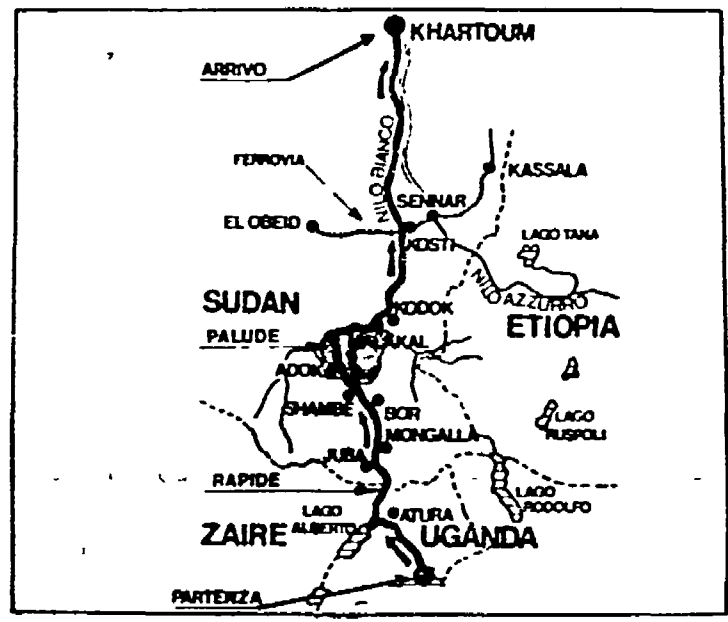 KHARTOUM
ARRIVO
NILO BIANCO
FERROVIA
KASSALA
SENNAR
EL OBEID
KOSTI
LAGO TANA
NILO AZZURRO
SUDAN
KODOK
ETIOPIA
PALUDE
SHAMBE
BOR
LAGO
RUSPOLI
MONGALLA
JUBA
RAPIDE
LAGO
RODOLFO
LAGO
ALBERTO
ATURA
ZAIRE
UGANDA
PARTENZA